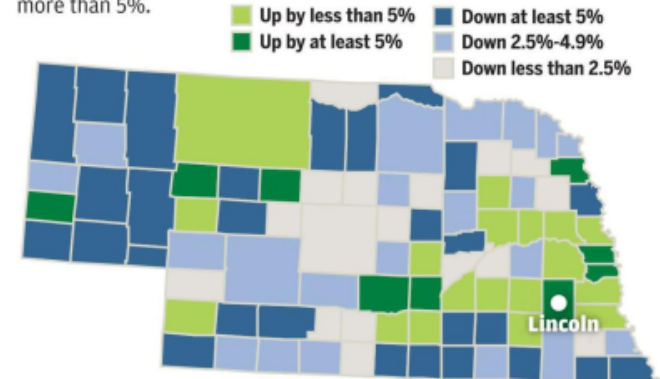 more than 5%.
Up by less than 5%
Up by at least 5%
Down at least 5%
Down 2.5%-4.9%
Down less than 2.5%
Lincoln